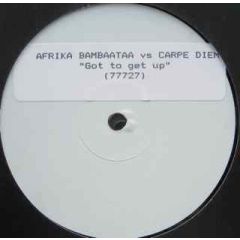 AFRIKA BAMBAATAA vs CARPE DIEM
"Got to get up"
(77727)